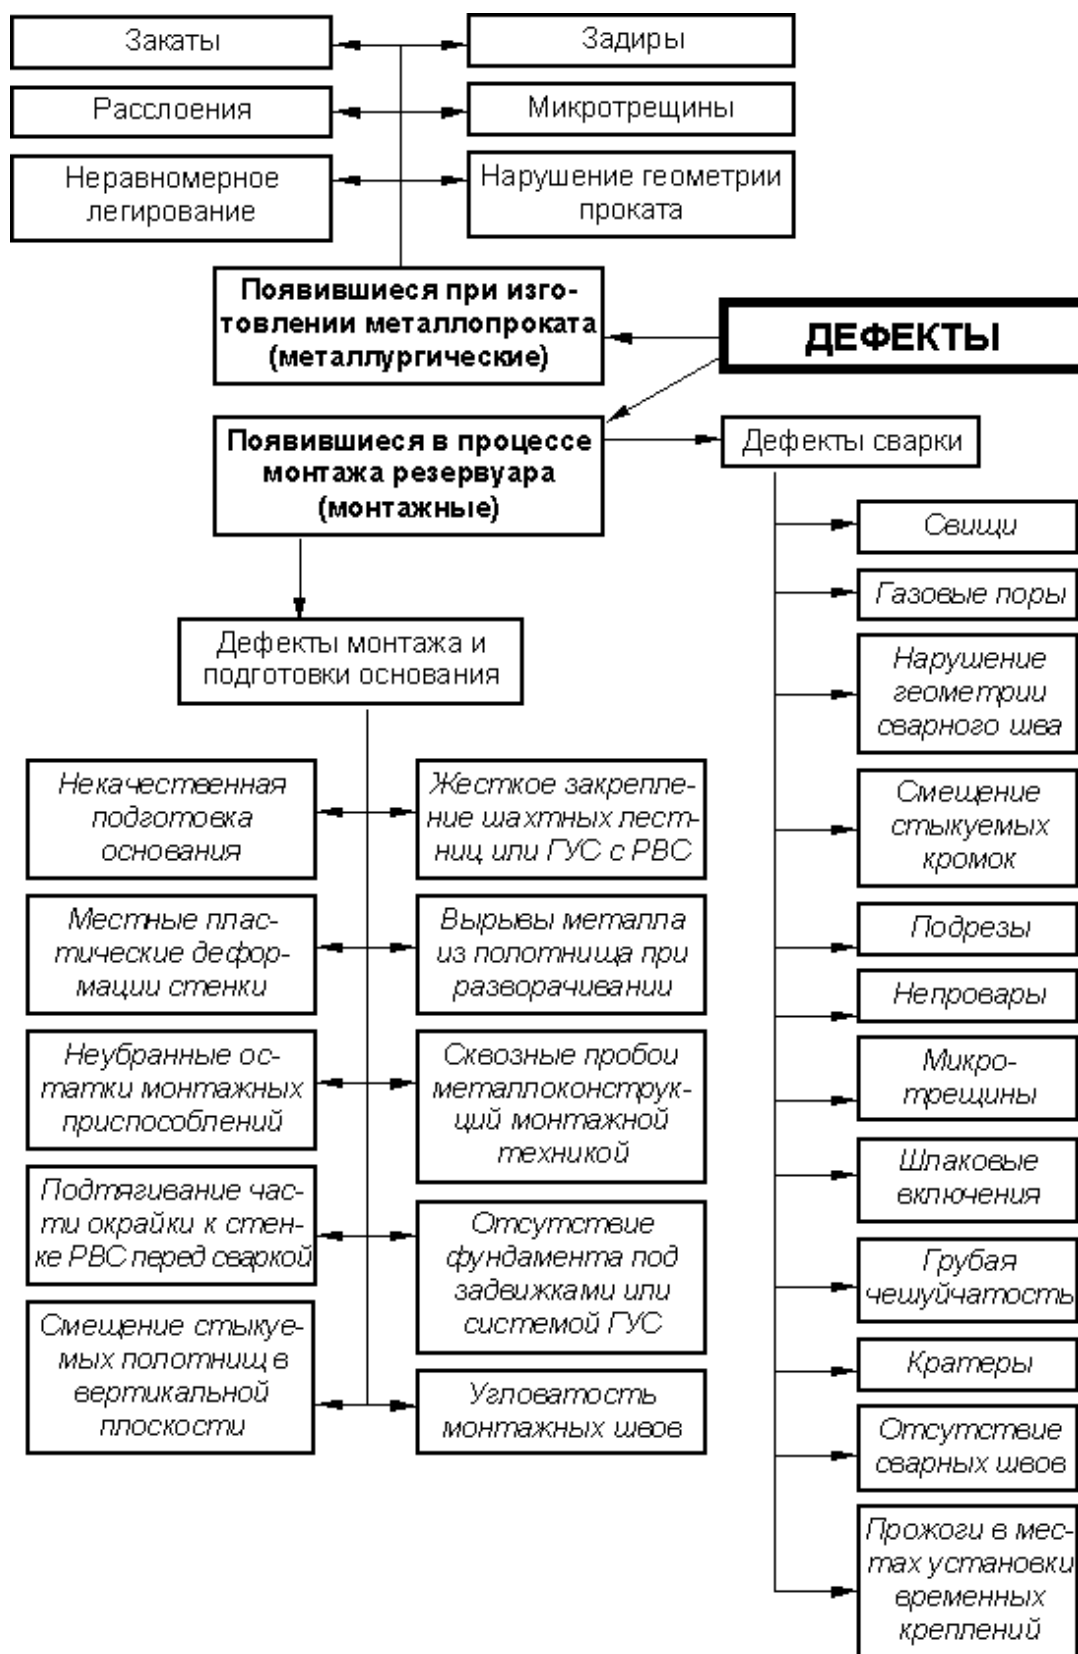 Закаты
Задиры
Расслоения
Микротрещины
Неравномерное
легирование
Нарушение геометрии
проката
Появившиеся при изго-
товлении металлопроката
(металлургические)
ДЕФЕКТЫ
Появившиеся в процессе
монтажа резервуара
(монтажные)
Дефекты сварки
Дефекты монтажа и
подготовки основания
Некачественная
подготовка
основания
Жесткое закрепле-
ние шахтных лест-
ниц или ГУС с РВС
Местные плас-
тические дефор-
мации стенки
Вырывы металла
из полотнища при
разворачивании
Неубранные ос-
татки монтажных
приспособлений
Сквозные пробои
металлоконструк-
ций монтажной
техникой
Подтягивание час-
ти окрайки к стен-
ке РВС перед сваркой
Отсутствие
фундамента под
задвижками или
системой ГУС
Смещение стыкуе-
мых полотнищ в
вертикальной
плоскости
Угловатость
монтажных швов
Свищи
Газовые поры
Нарушение
геометрии
сварного шва
Смещение
стыкуемых
кромок
Подрезы
Непровары
Микро-
трещины
Шлаковые
включения
Грубая
чешуйчатость
Кратеры
Отсутствие
сварных швов
Прожоги в мес-
тах установки
временных
креплений